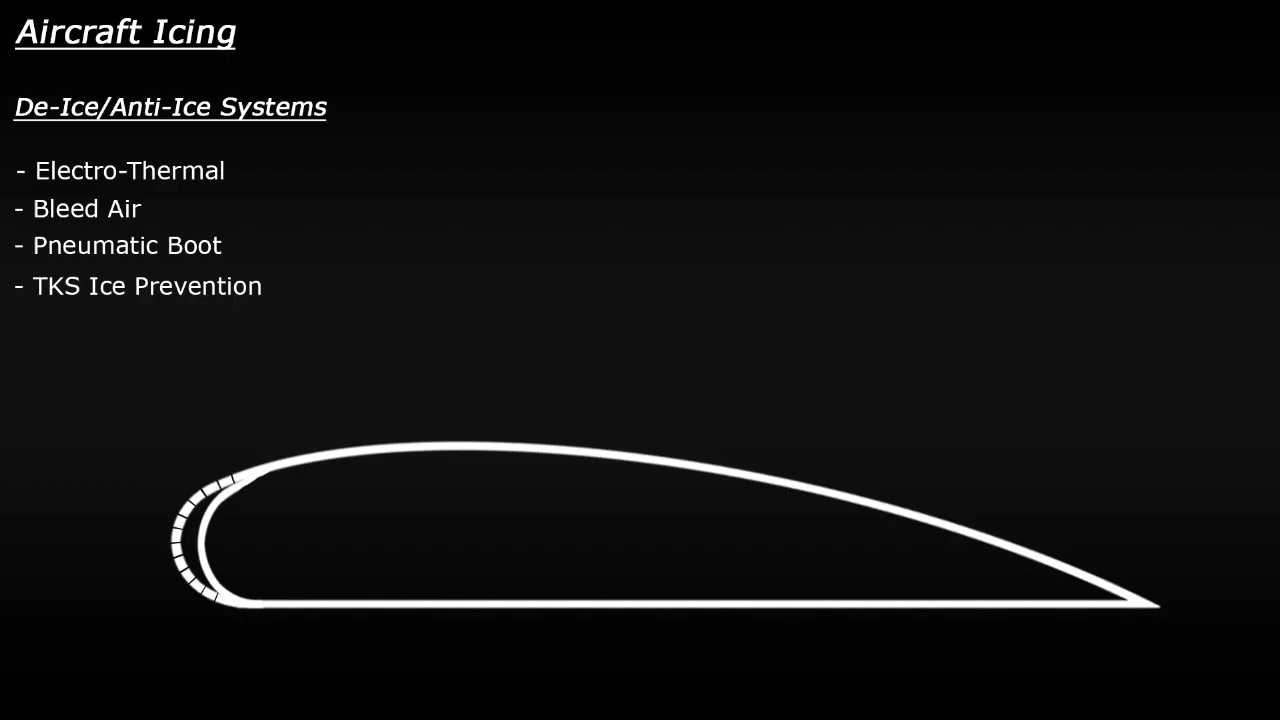 Aircraft Icing
De-Ice/Anti-Ice Systems
- Electro-Thermal
- Bleed Air
- Pneumatic Boot
- TKS Ice Prevention